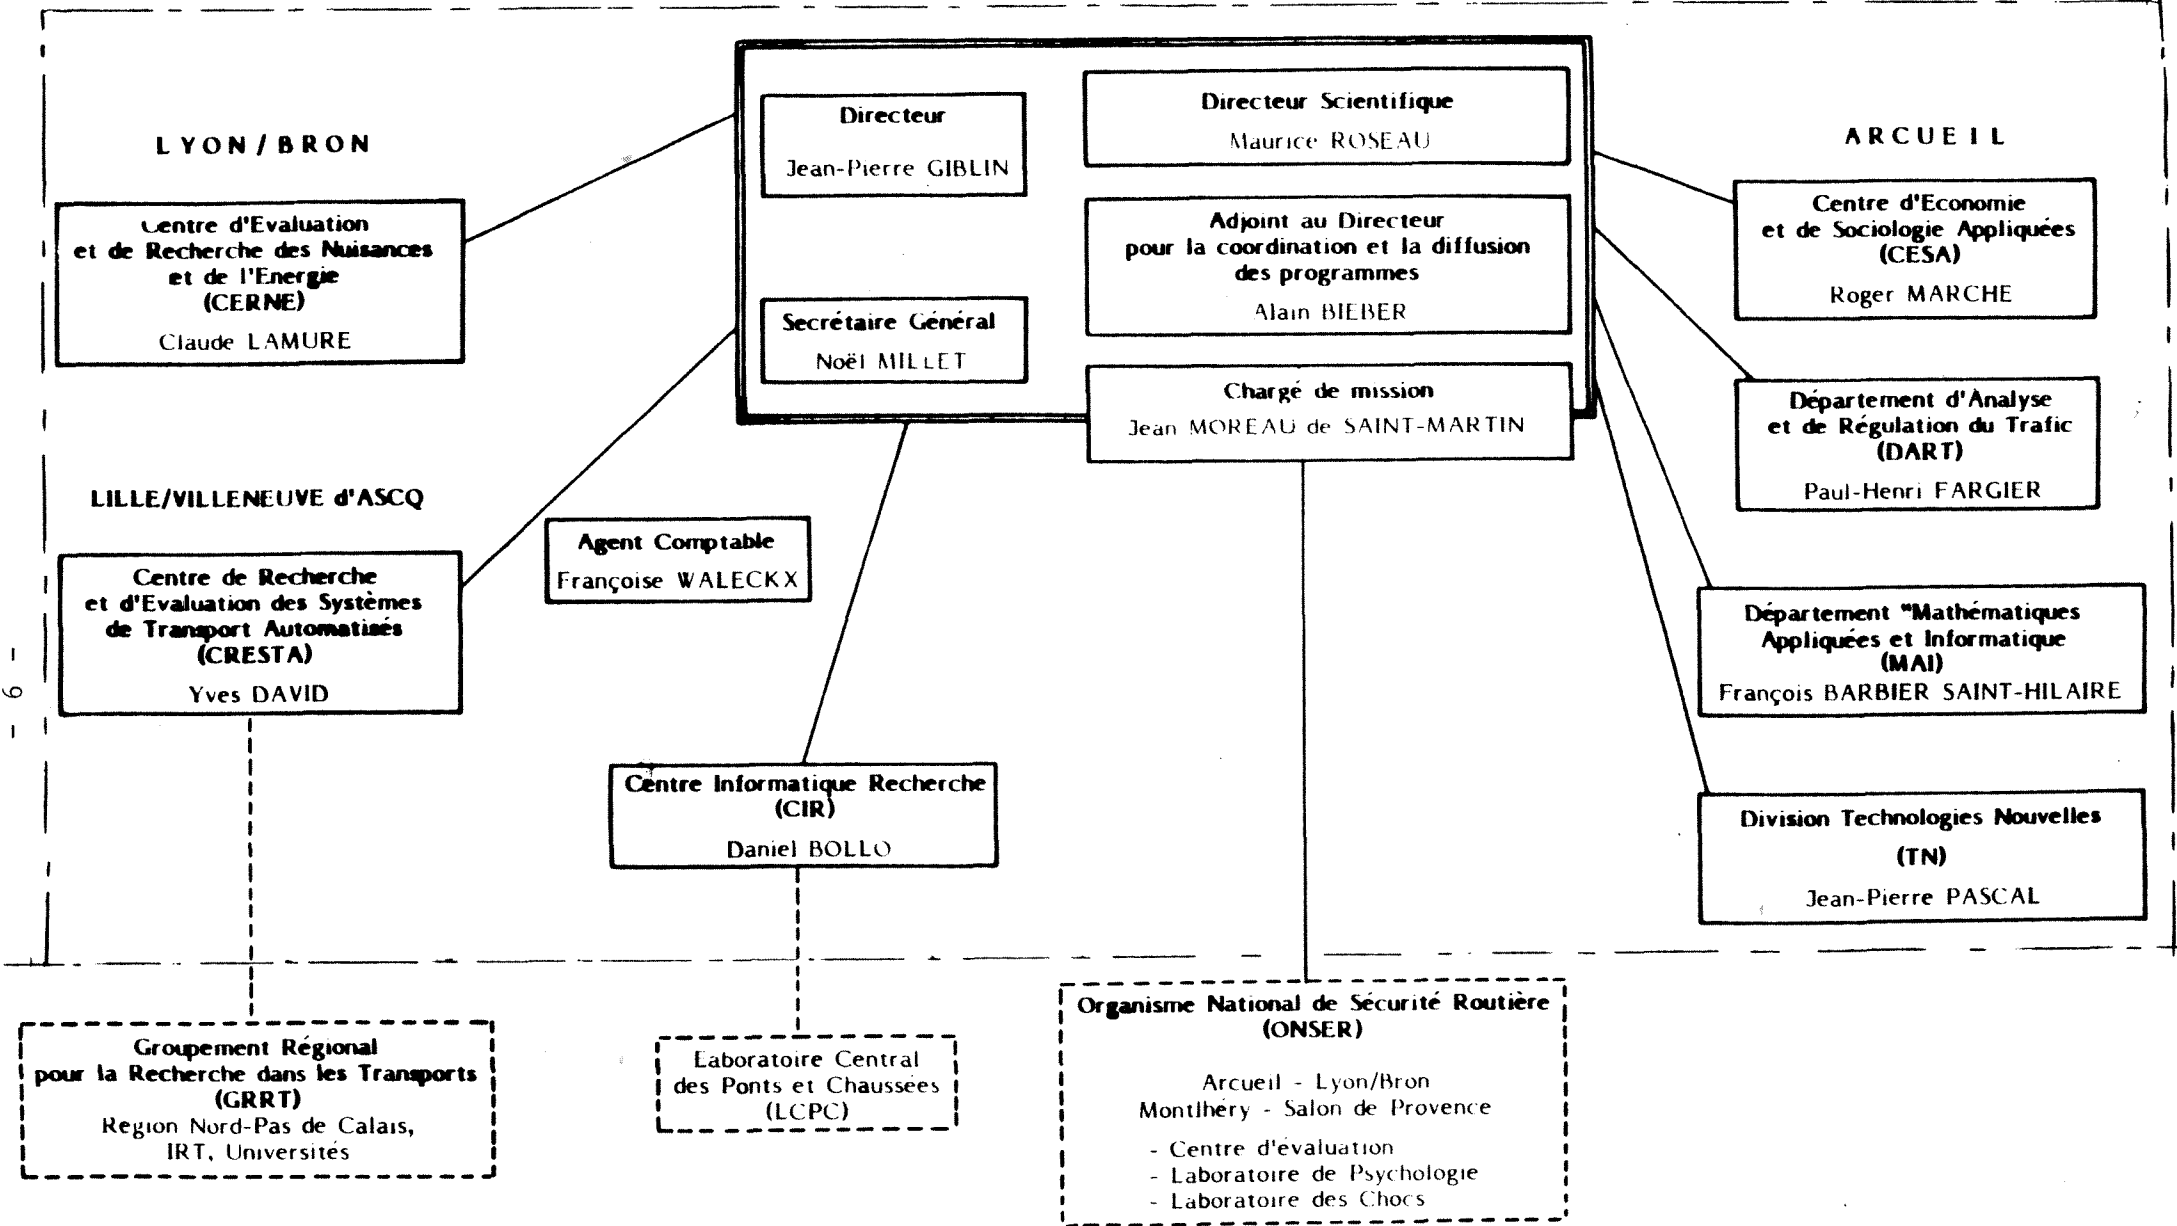 Directeur
Jean-Pierre GIBLIN
Directeur Scientifique
Maurice ROSEAU
Secrétaire Général
Noël MILLET
Adjoint au Directeur
pour la coordination et la diffusion
des programmes
Alain BIEBER
Chargé de mission
Jean MOREAU de SAINT-MARTIN
LYON/BRON
Centre d'Evaluation
et de Recherche des Nuisances
et de l'Energie
(CERNE)
Claude LAMURE
LILLE/VILLENEUVE d'ASCQ
Centre de Recherche
et d'Evaluation des Systèmes
de Transport Automatisés
(CRESTA)
Yves DAVID
Agent Comptable
Françoise WALECKX
Centre Informatique Recherche
(CIR)
Daniel BOLLO
ARCUEIL
Centre d'Economie
et de Sociologie Appliquées
(CESA)
Roger MARCHE
Département d'Analyse
et de Régulation du Trafic
(DART)
Paul-Henri FARGIER
Département "Mathématiques
Appliquées et Informatique
(MAI)
François BARBIER SAINT-HILAIRE
Division Technologies Nouvelles
(TN)
Jean-Pierre PASCAL
Groupement Régional
pour la Recherche dans les Transports
(GRRT)
Région Nord-Pas de Calais,
IRT, Universités
Laboratoire Central
des Ponts et Chaussées
(LCPC)
Organisme National de Sécurité Routière
(ONSER)
Arcueil - Lyon/Bron
Montlhéry - Salon de Provence
- Centre d'évaluation
- Laboratoire de Psychologie
- Laboratoire des Chocs
- 6 -